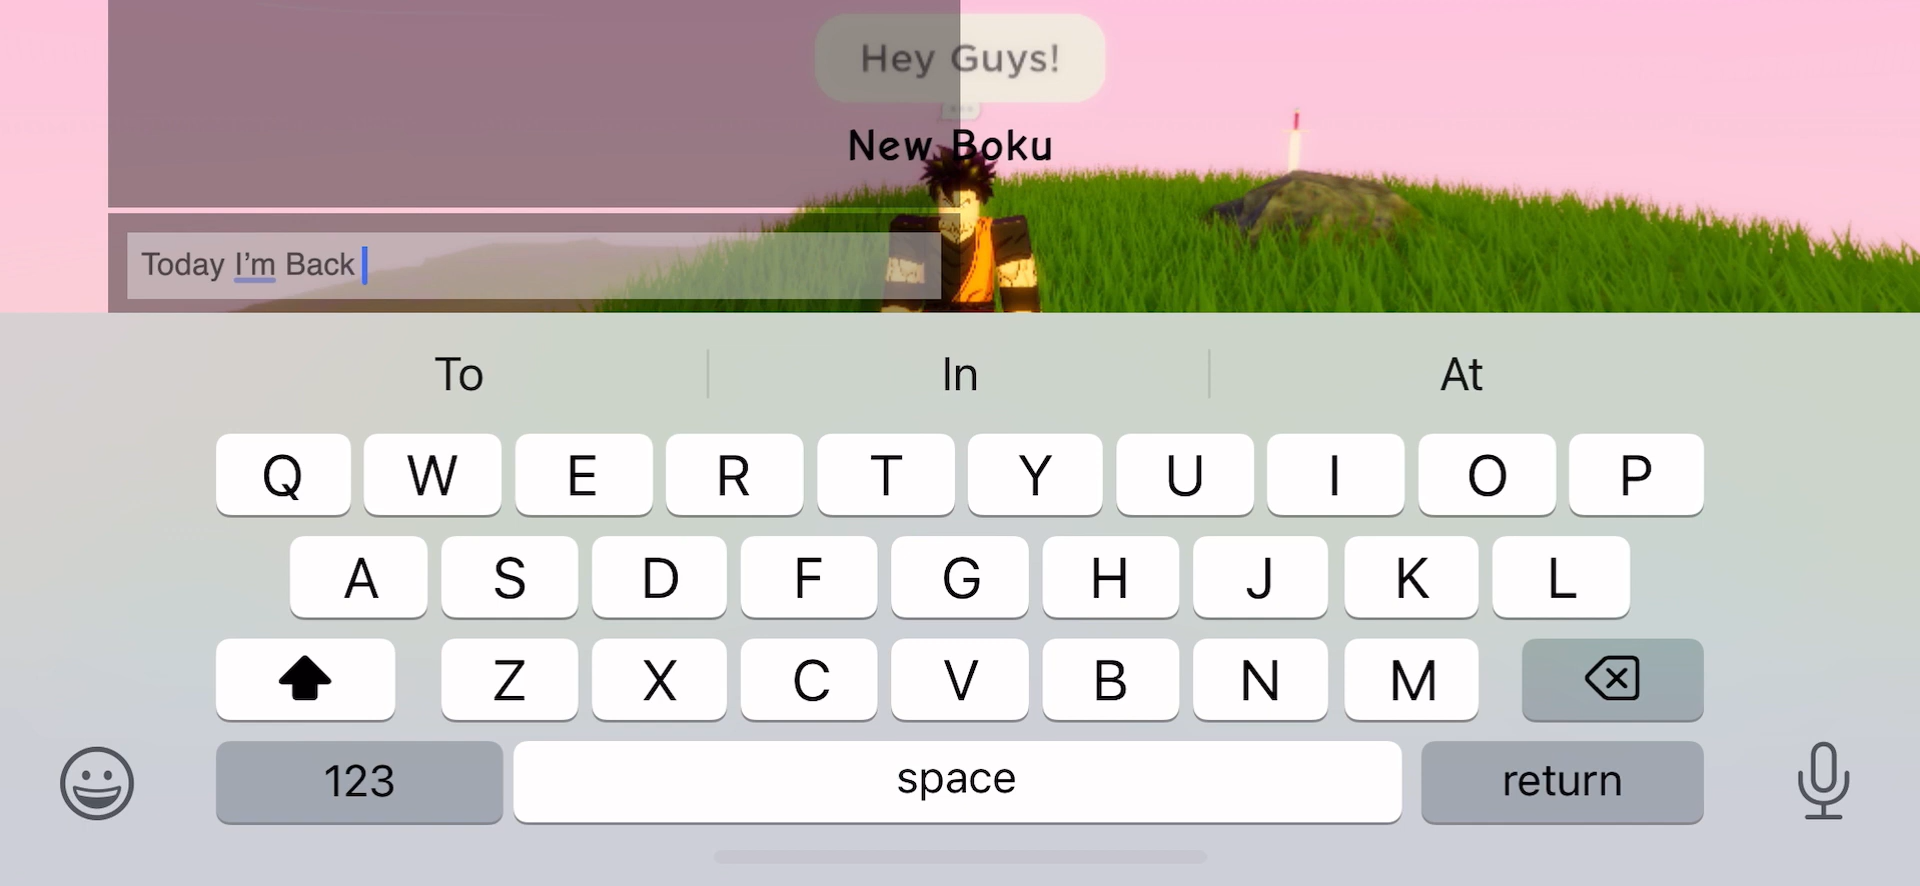 Hey Guys!
New Boku
Today I'm Back
To In At
Q W E R T Y U I O P
A S D F G H J K L
Z X C V B N M
123 space return